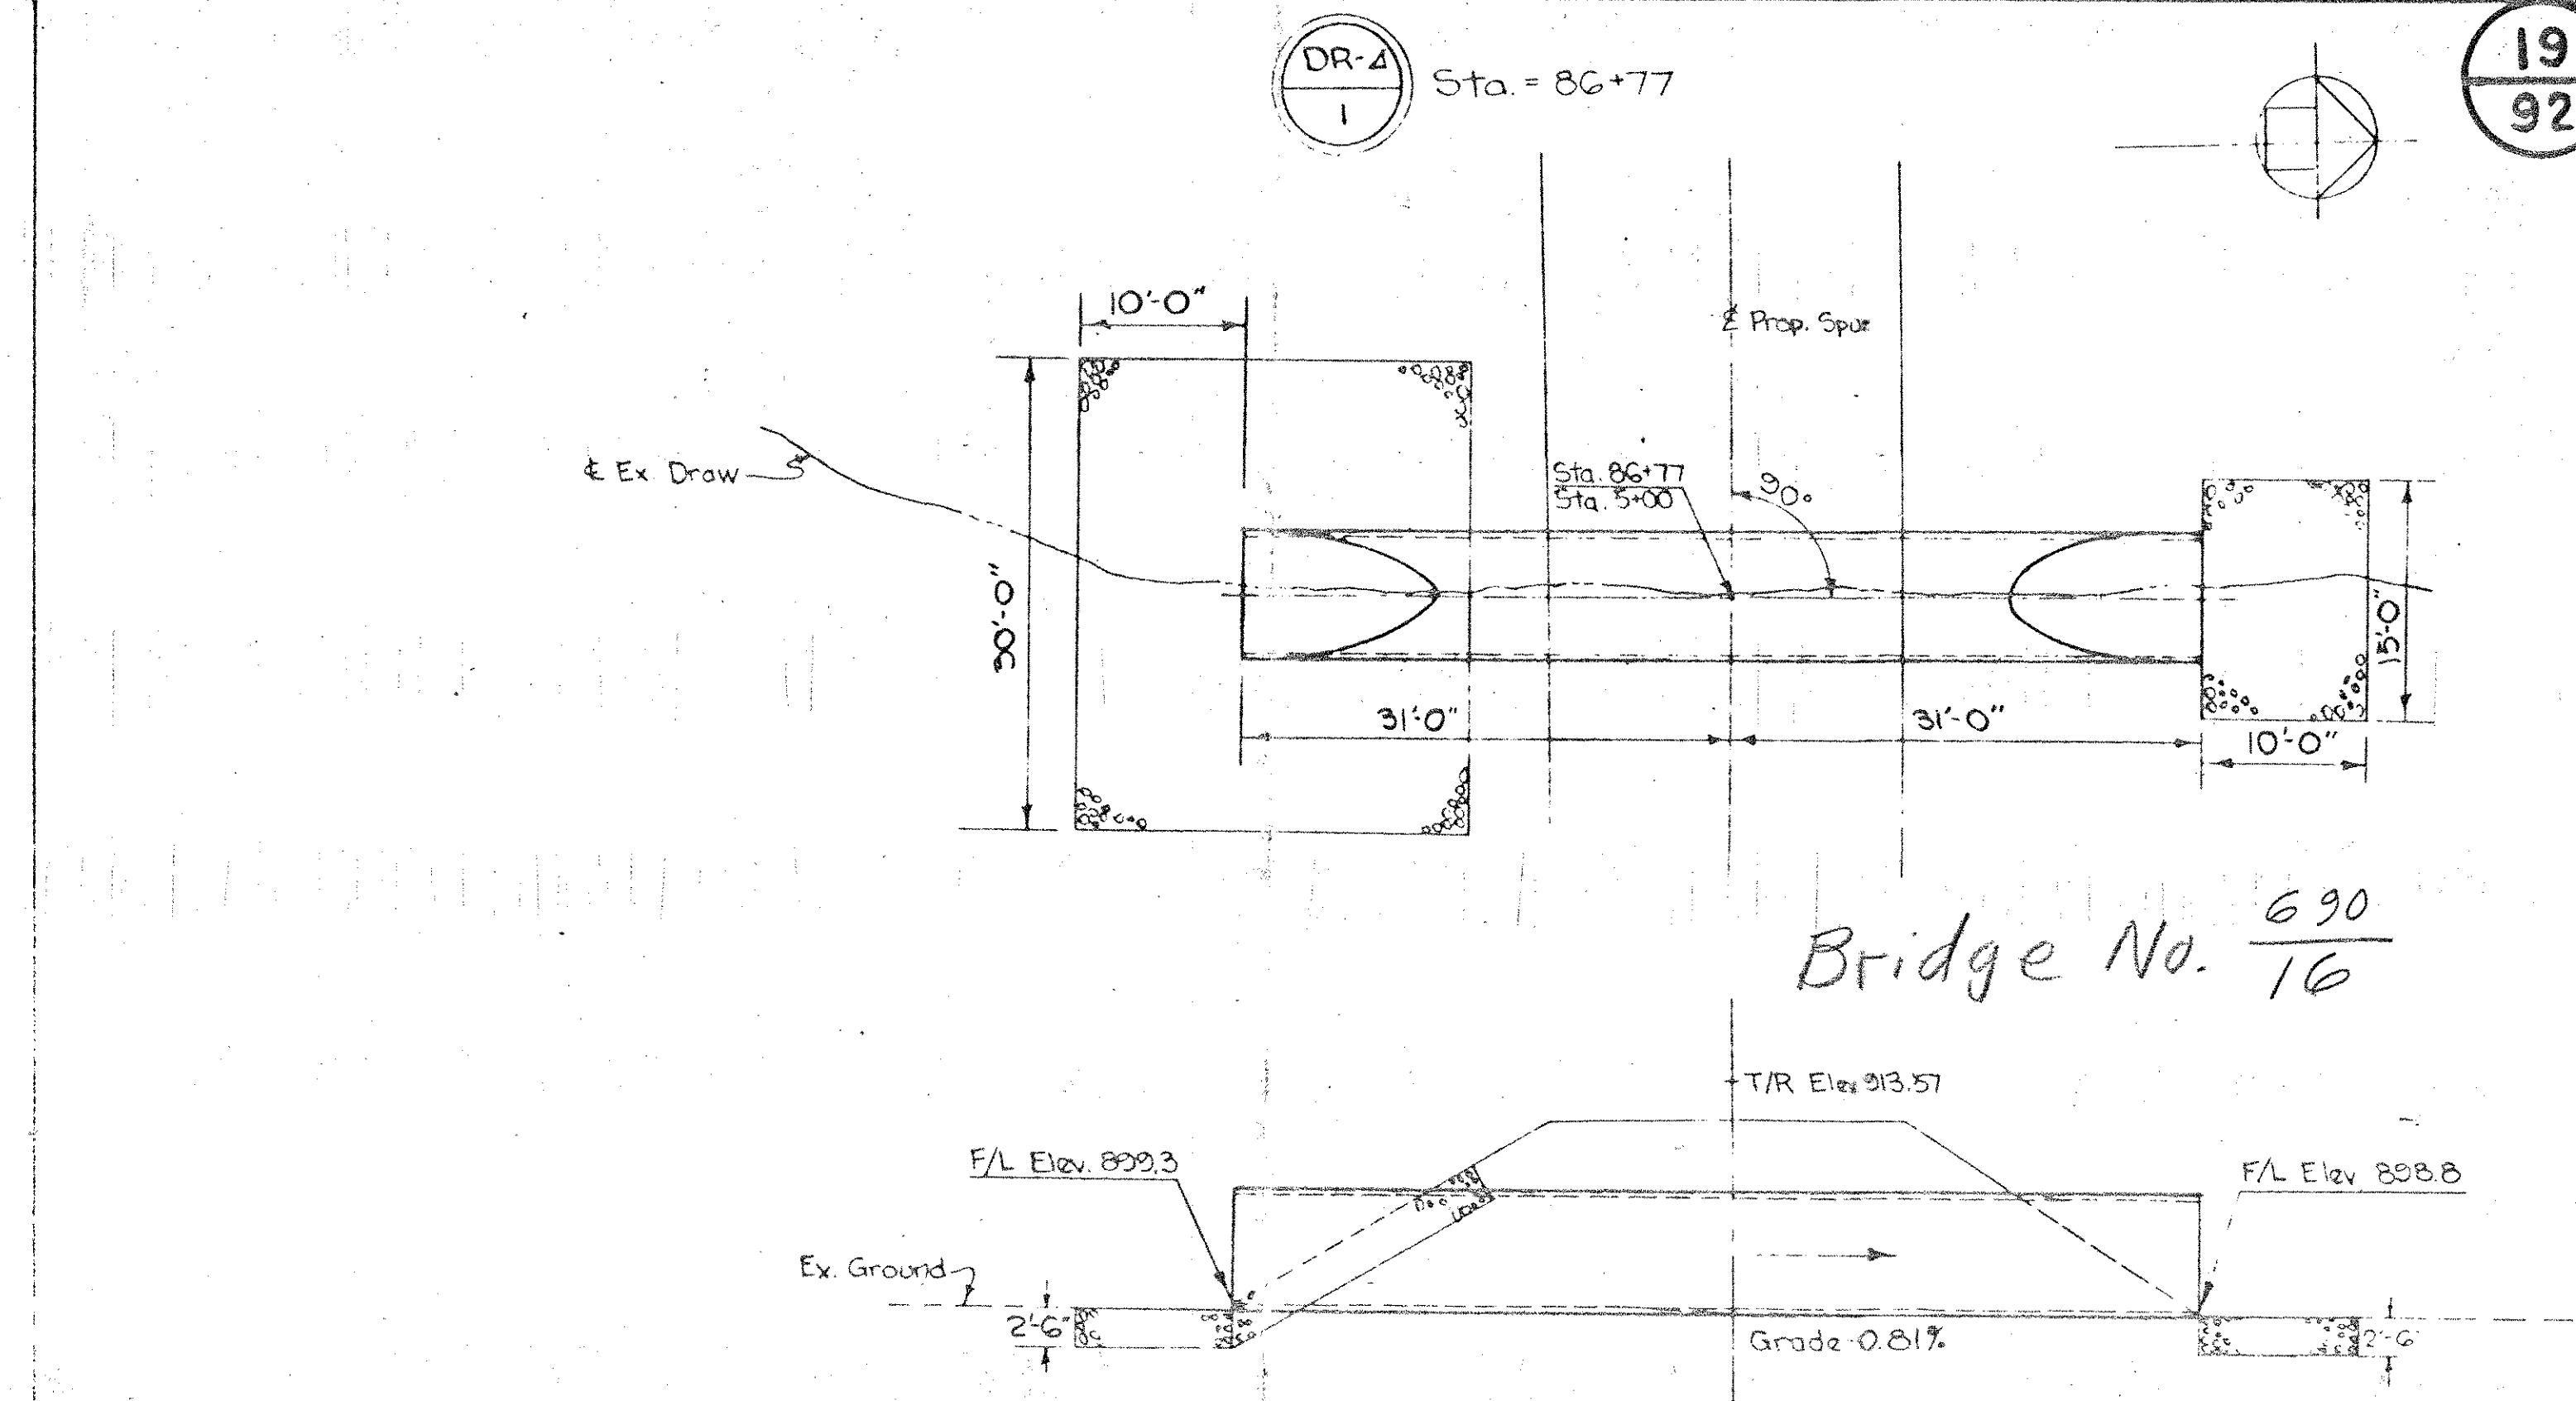 DR-4
1
Sta. = 86+77
19
92
10'-0"
℄ Prop. Spur
℄ Ex. Draw
Sta. 86+77
Sta. 5+00
90°
30'-0"
15'-0"
31'-0"
31'-0"
10'-0"
Bridge No. 690
16
T/R Elev 913.57
F/L Elev. 899.3
F/L Elev 898.8
Ex. Ground
2'-6"
Grade-0.81%
2'-6